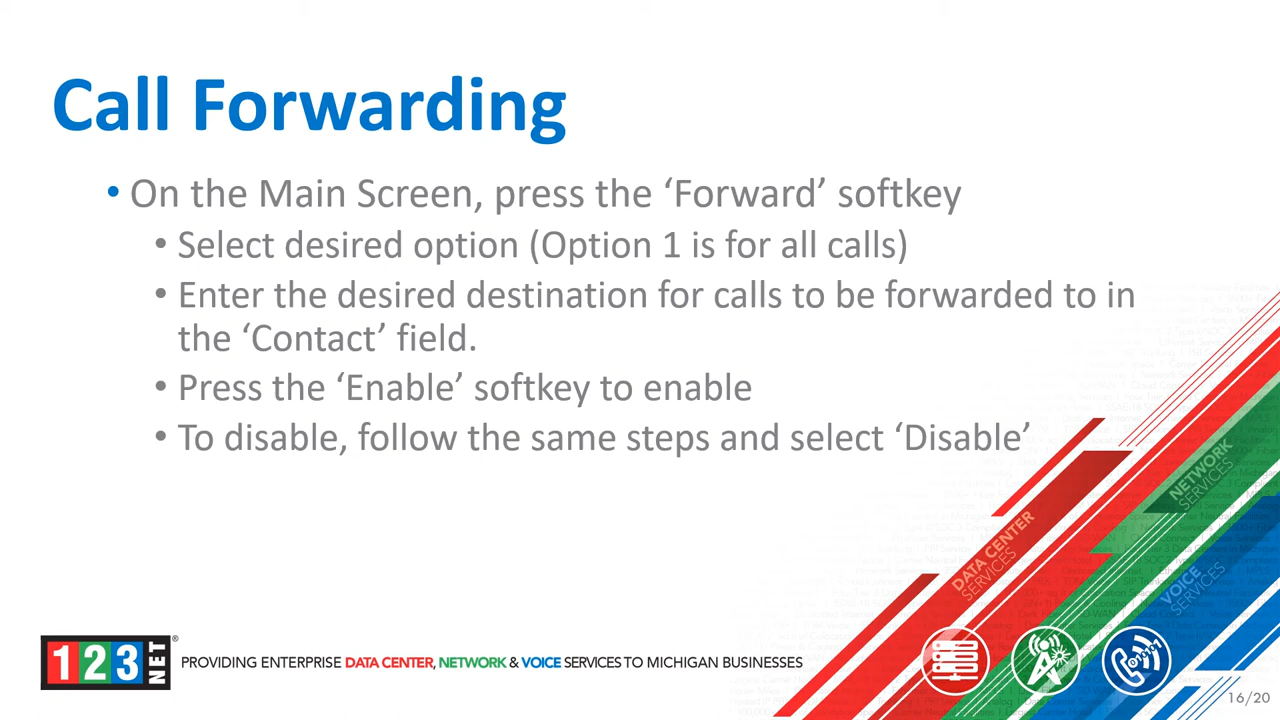 Call Forwarding
• On the Main Screen, press the ‘Forward’ softkey
• Select desired option (Option 1 is for all calls)
• Enter the desired destination for calls to be forwarded to in
the ‘Contact’ field.
• Press the ‘Enable’ softkey to enable
• To disable, follow the same steps and select ‘Disable’
DATA CENTER
SERVICES
NETWORK
SERVICES
VOICE
SERVICES
123NET®
PROVIDING ENTERPRISE DATA CENTER, NETWORK & VOICE SERVICES TO MICHIGAN BUSINESSES
16/20